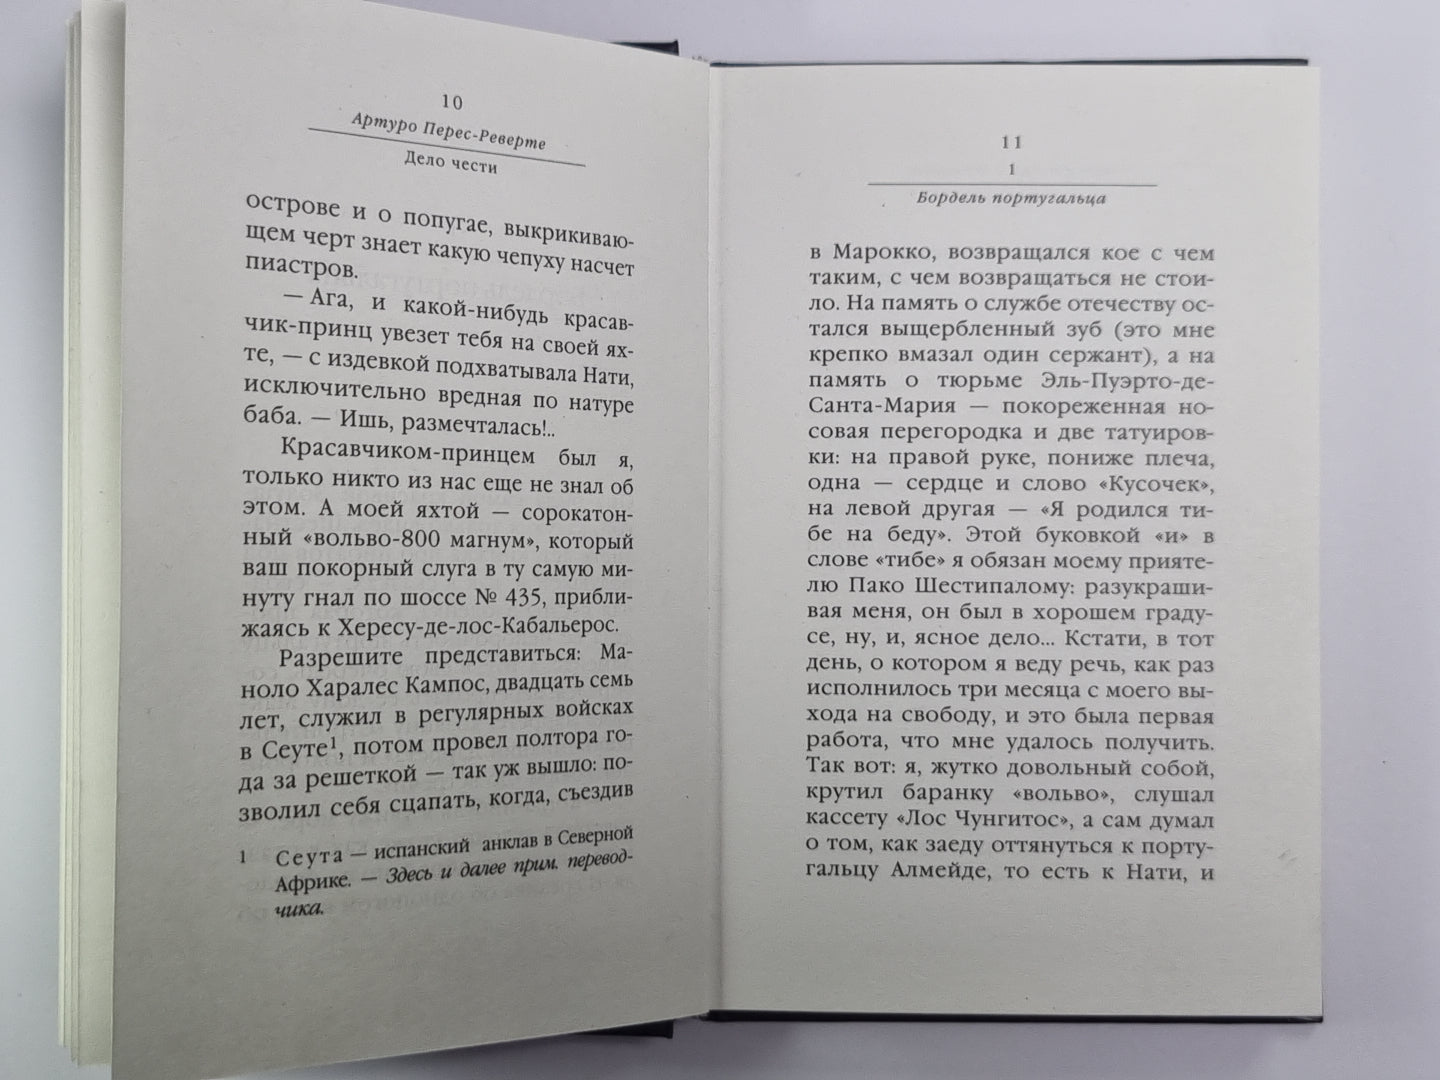 10
Артуро Перес-Реверте
Дело чести
острове и о попугае, выкрикиваю-
щем черт знает какую чепуху насчет
пиастров.
— Ага, и какой-нибудь красав-
чик-принц увезет тебя на своей ях-
те, — с издевкой подхватывала Нати,
исключительно вредная по натуре
баба. — Ишь, размечталась!..
Красавчиком-принцем был я,
только никто из нас еще не знал об
этом. А моей яхтой — сорокатон-
ный «вольво-800 магнум», который
ваш покорный слуга в ту самую ми-
нуту гнал по шоссе № 435, прибли-
жаясь к Хересу-де-лос-Кабальерос.
Разрешите представиться: Ма-
ноло Харалес Кампос, двадцать семь
лет, служил в регулярных войсках
в Сеуте¹, потом провел полтора го-
да за решеткой — так уж вышло: по-
зволил себя сцапать, когда, съездив
1 Сеута — испанский анклав в Северной
Африке. — Здесь и далее прим. перевод-
чика.
11
1
Бордель португальца
в Марокко, возвращался кое с чем
таким, с чем возвращаться не стои-
ло. На память о службе отечеству ос-
тался выщербленный зуб (это мне
крепко вмазал один сержант), а на
память о тюрьме Эль-Пуэрто-де-
Санта-Мария — покореженная но-
совая перегородка и две татуиров-
ки: на правой руке, пониже плеча,
одна — сердце и слово «Кусочек»,
на левой другая — «Я родился ти-
бе на беду». Этой буковкой «и» в
слове «тибе» я обязан моему прияте-
лю Пако Шестипалому: разукраши-
вая меня, он был в хорошем граду-
се, ну, и, ясное дело... Кстати, в тот
день, о котором я веду речь, как раз
исполнилось три месяца с моего вы-
хода на свободу, и это была первая
работа, что мне удалось получить.
Так вот: я, жутко довольный собой,
крутил баранку «вольво», слушал
кассету «Лос Чунгитос», а сам думал
о том, как заеду оттянуться к порту-
гальцу Алмейде, то есть к Нати, и